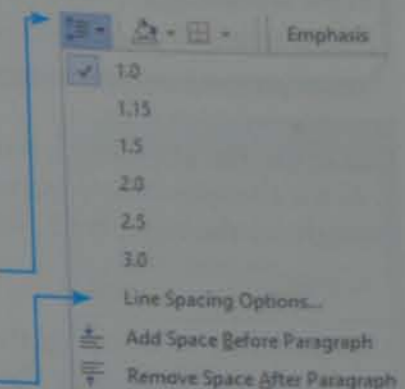 Emphasis
1.0
1.15
1.5
2.0
2.5
3.0
Line Spacing Options...
Add Space Before Paragraph
Remove Space After Paragraph